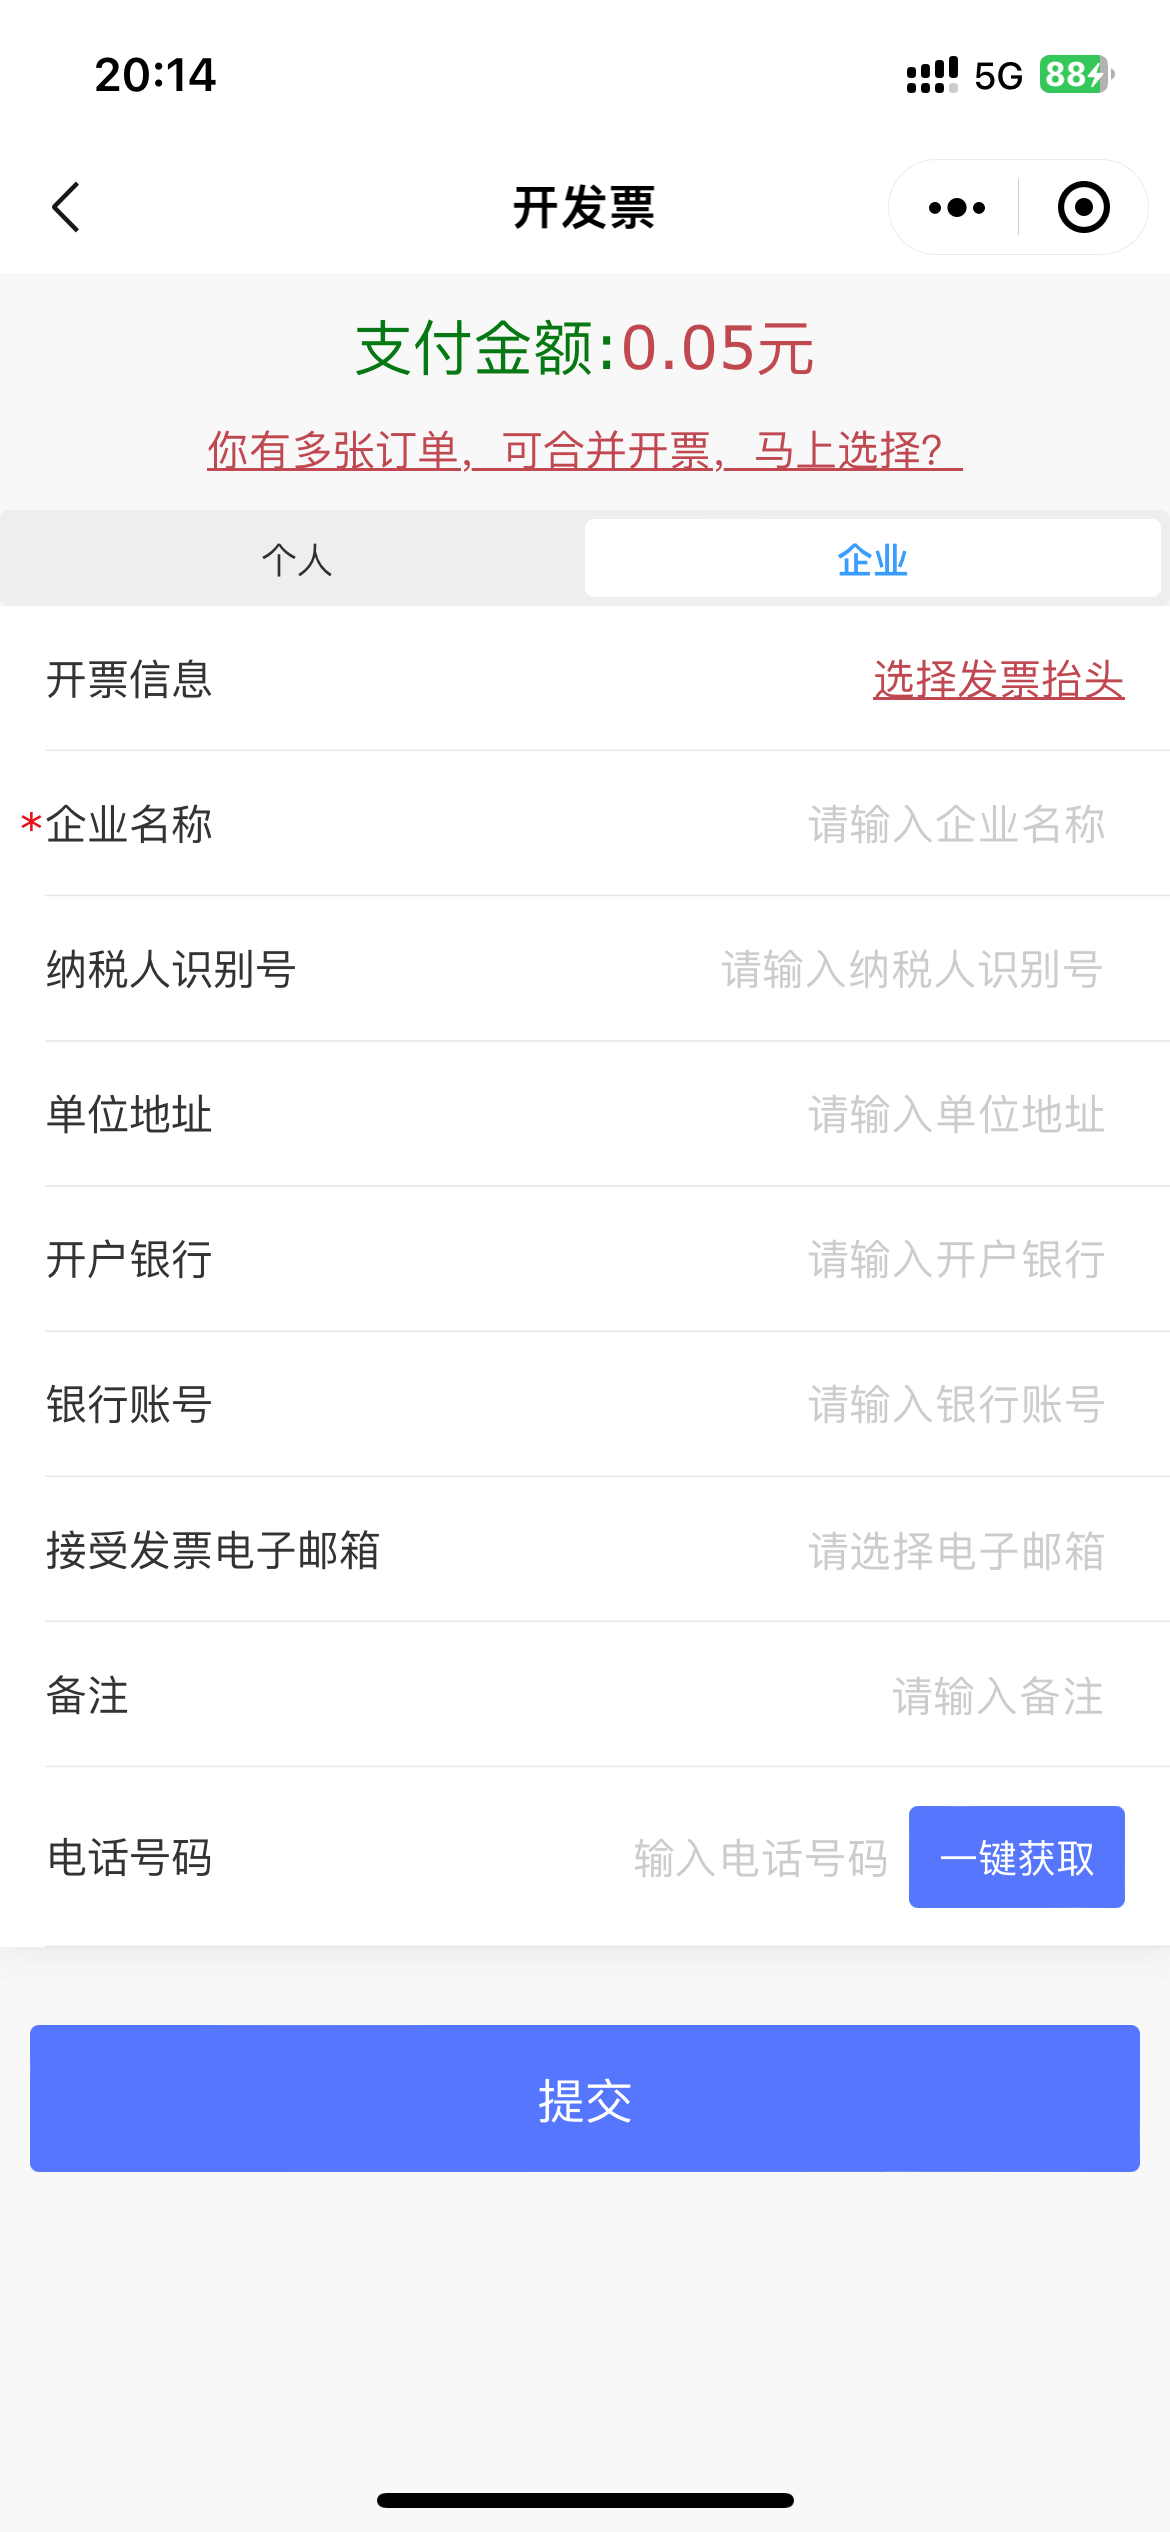 20:14 5G 88
开发票
支付金额:0.05元
你有多张订单，可合并开票，马上选择？
个人 企业
开票信息 选择发票抬头
*企业名称 请输入企业名称
纳税人识别号 请输入纳税人识别号
单位地址 请输入单位地址
开户银行 请输入开户银行
银行账号 请输入银行账号
接受发票电子邮箱 请选择电子邮箱
备注 请输入备注
电话号码 输入电话号码 一键获取
提交